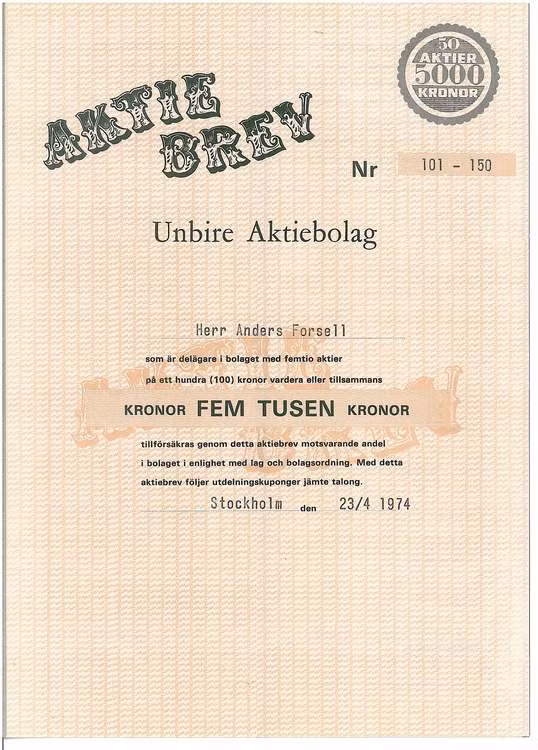 50
AKTIER
5000
KRONOR
AKTIE
BREV
Nr 101 - 150
Unbire Aktiebolag
Herr Anders Forsell
som är delägare i bolaget med femtio aktier
på ett hundra (100) kronor vardera eller tillsammans
KRONOR FEM TUSEN KRONOR
tillförsäkras genom detta aktiebrev motsvarande andel
i bolaget i enlighet med lag och bolagsordning. Med detta
aktiebrev följer utdelningskuponger jämte talong.
Stockholm den 23/4 1974
AKTIE
BREV